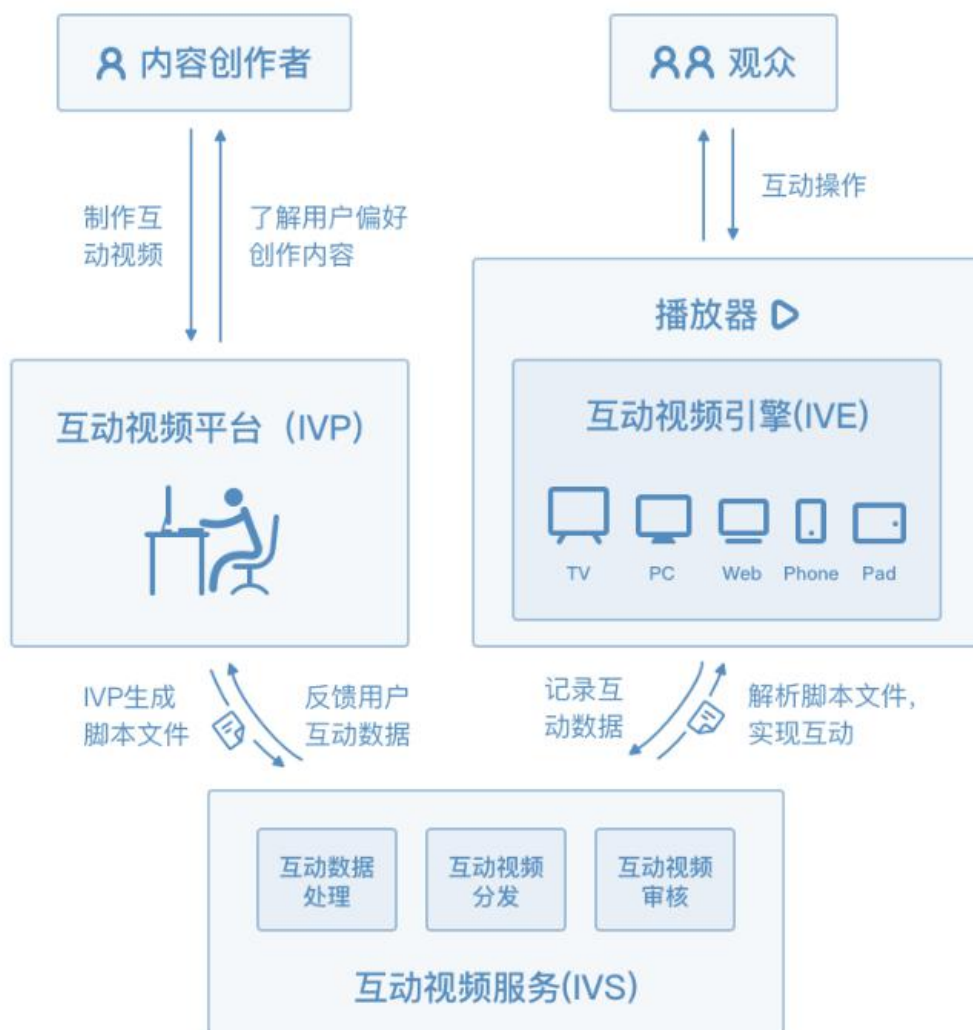 内容创作者
观众
制作互
动视频
了解用户偏好
创作内容
互动操作
播放器
互动视频平台（IVP)
互动视频引擎(IVE)
TV
PC
Web
Phone
Pad
IVP生成
脚本文件
反馈用户
互动数据
记录互
动数据
解析脚本文件，
实现互动
互动数据
处理
互动视频
分发
互动视频
审核
互动视频服务(IVS)